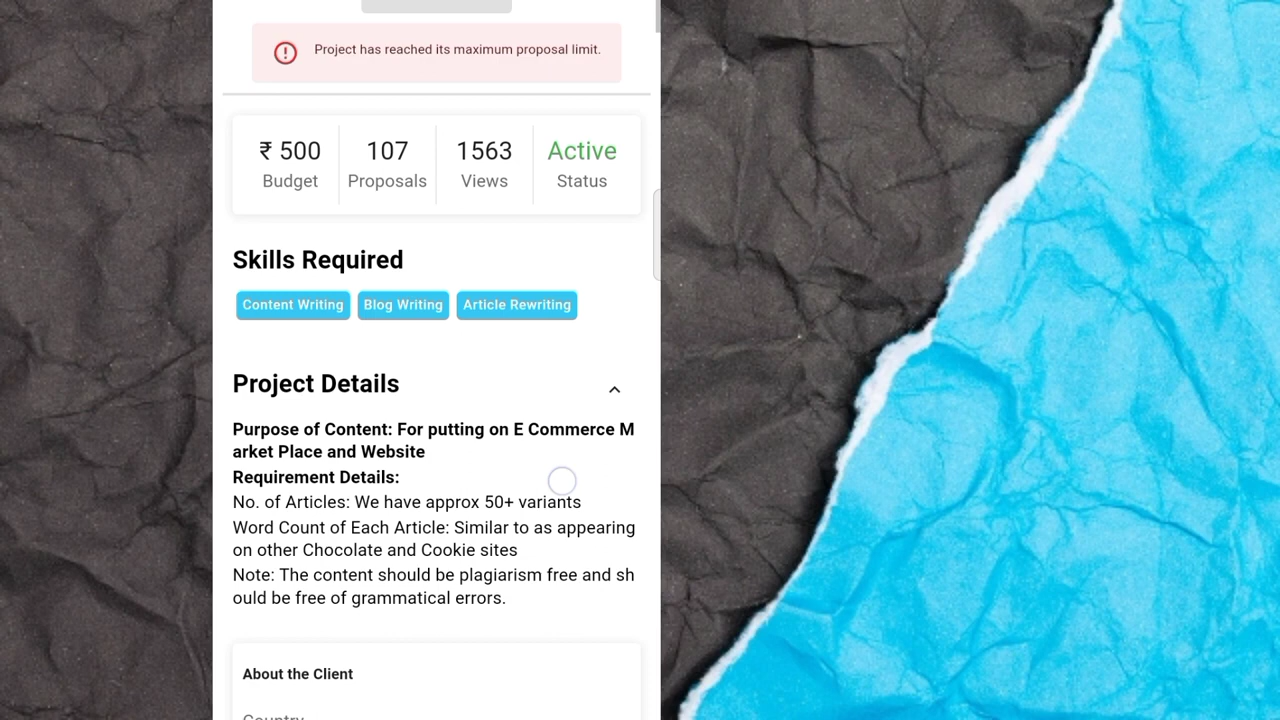 Project has reached its maximum proposal limit.
₹ 500 107 1563 Active
Budget Proposals Views Status
Skills Required
Content Writing Blog Writing Article Rewriting
Project Details
Purpose of Content: For putting on E Commerce M
arket Place and Website
Requirement Details:
No. of Articles: We have approx 50+ variants
Word Count of Each Article: Similar to as appearing
on other Chocolate and Cookie sites
Note: The content should be plagiarism free and sh
ould be free of grammatical errors.
About the Client
Country